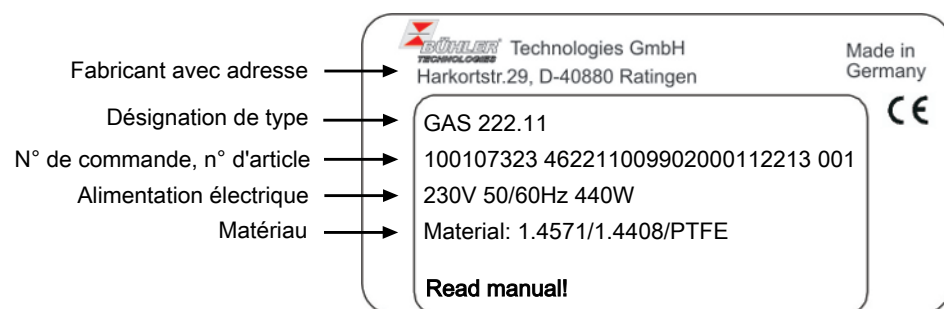 BÜHLER TECHNOLOGIES Technologies GmbH
Made in
Germany
Fabricant avec adresse
Harkortstr.29, D-40880 Ratingen
CE
Désignation de type
GAS 222.11
N° de commande, n° d'article
100107323 462211009902000112213 001
Alimentation électrique
230V 50/60Hz 440W
Matériau
Material: 1.4571/1.4408/PTFE
Read manual!